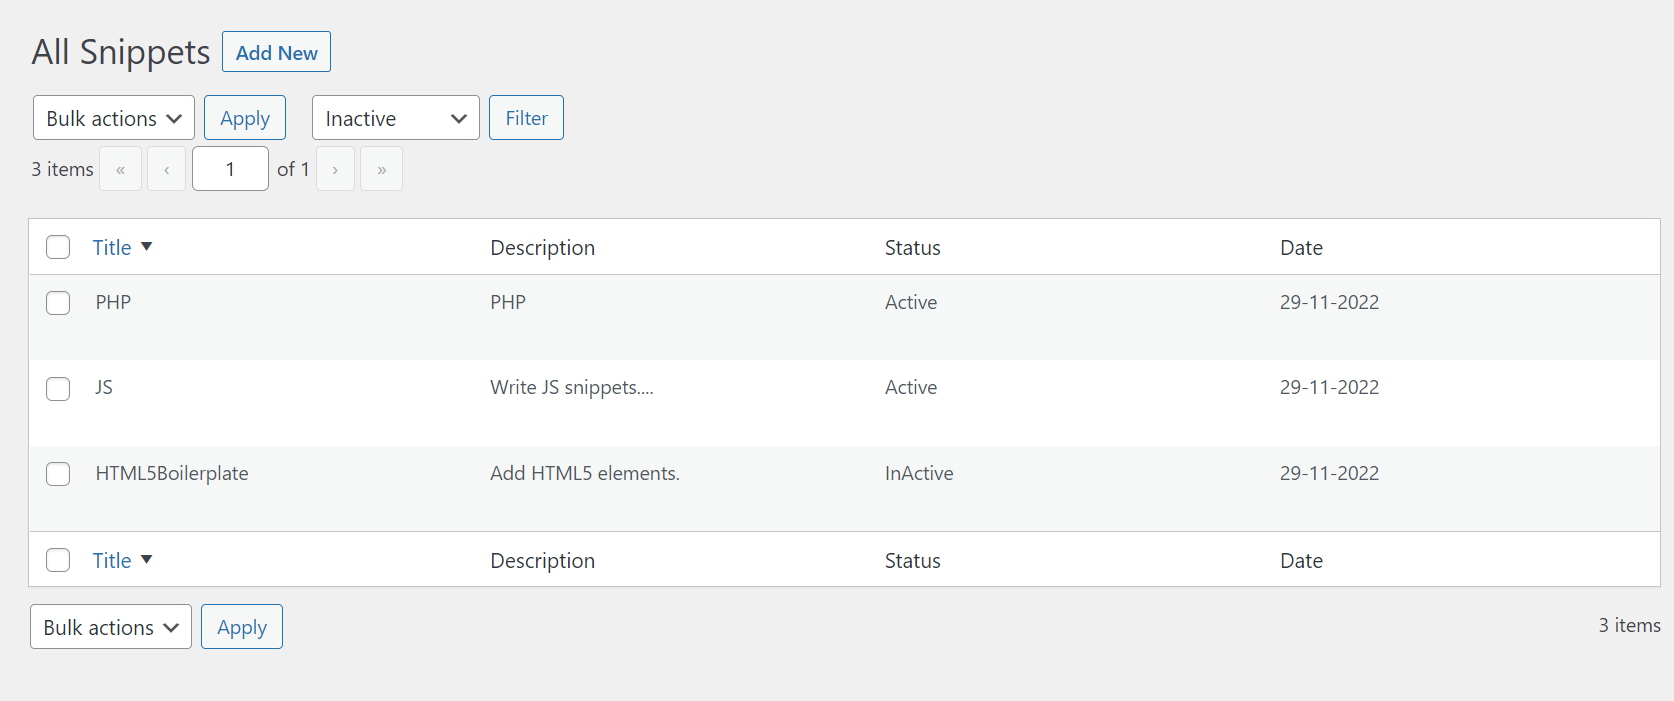 All Snippets Add New
Bulk actions Apply Inactive Filter
3 items « ‹ 1 of 1 › »
Title Description Status Date
PHP PHP Active 29-11-2022
JS Write JS snippets.... Active 29-11-2022
HTML5Boilerplate Add HTML5 elements. InActive 29-11-2022
Title Description Status Date
Bulk actions Apply 3 items